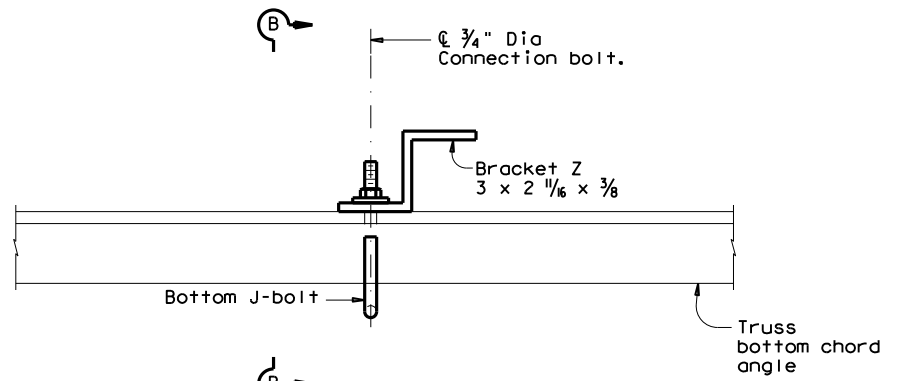 B
℄ 3/4" Dia
Connection bolt.
Bracket Z
3 x 2 11/16 x 3/8
Bottom J-bolt
Truss
bottom chord
angle
B